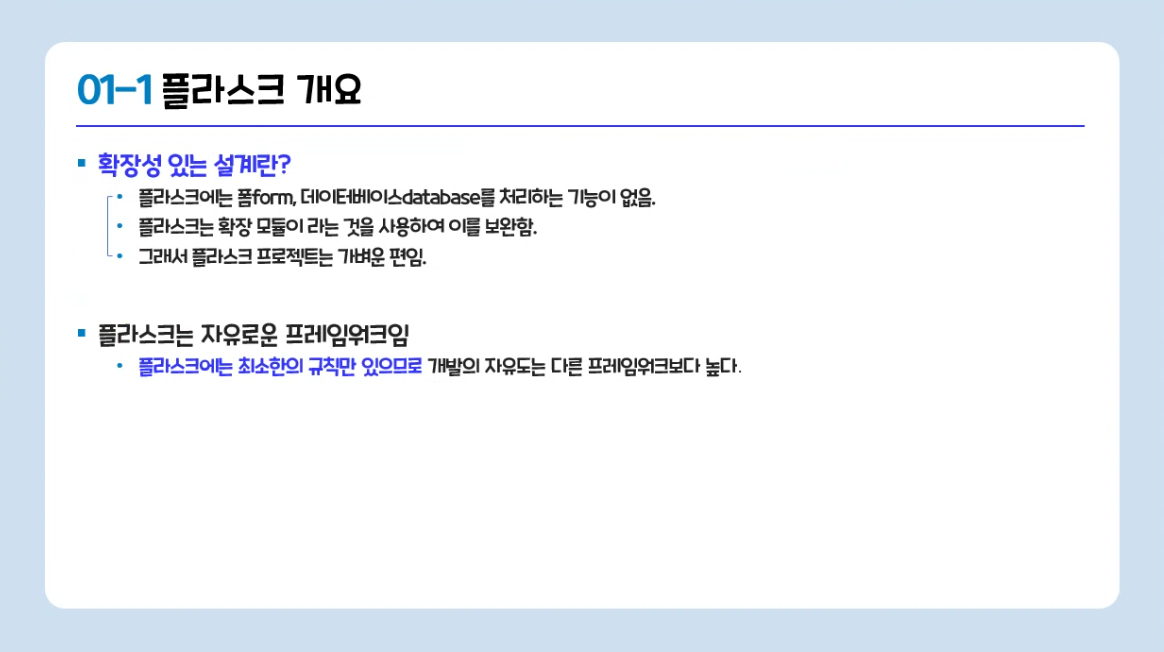 01-1 플라스크 개요
확장성 있는 설계란?
플라스크에는 폼form, 데이터베이스database를 처리하는 기능이 없음.
플라스크는 확장 모듈이 라는 것을 사용하여 이를 보완함.
그래서 플라스크 프로젝트는 가벼운 편임.
플라스크는 자유로운 프레임워크임
플라스크에는 최소한의 규칙만 있으므로 개발의 자유도는 다른 프레임워크보다 높다.